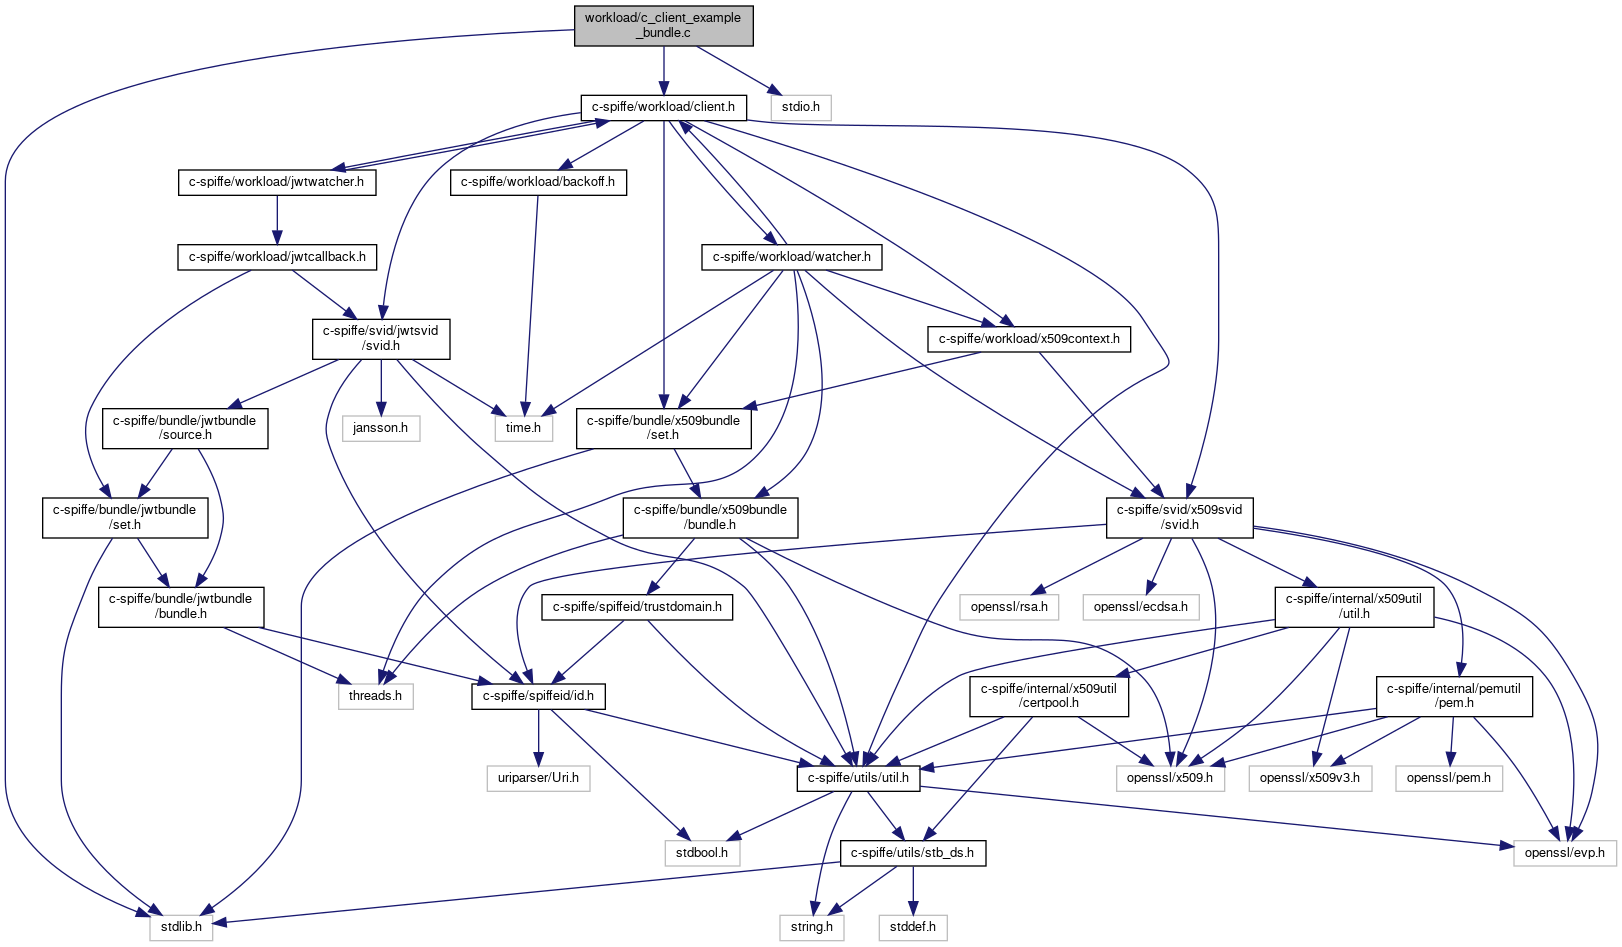 workload/c_client_example
_bundle.c
c-spiffe/workload/client.h
stdio.h
c-spiffe/workload/jwtwatcher.h
c-spiffe/workload/backoff.h
c-spiffe/workload/jwtcallback.h
c-spiffe/workload/watcher.h
c-spiffe/svid/jwtsvid
/svid.h
c-spiffe/workload/x509context.h
c-spiffe/bundle/jwtbundle
/source.h
jansson.h
time.h
c-spiffe/bundle/x509bundle
/set.h
c-spiffe/bundle/jwtbundle
/set.h
c-spiffe/bundle/x509bundle
/bundle.h
c-spiffe/svid/x509svid
/svid.h
c-spiffe/bundle/jwtbundle
/bundle.h
c-spiffe/spiffeid/trustdomain.h
openssl/rsa.h
openssl/ecdsa.h
c-spiffe/internal/x509util
/util.h
threads.h
c-spiffe/spiffeid/id.h
c-spiffe/internal/x509util
/certpool.h
c-spiffe/internal/pemutil
/pem.h
uriparser/Uri.h
c-spiffe/utils/util.h
openssl/x509.h
openssl/x509v3.h
openssl/pem.h
stdbool.h
c-spiffe/utils/stb_ds.h
openssl/evp.h
stdlib.h
string.h
stddef.h